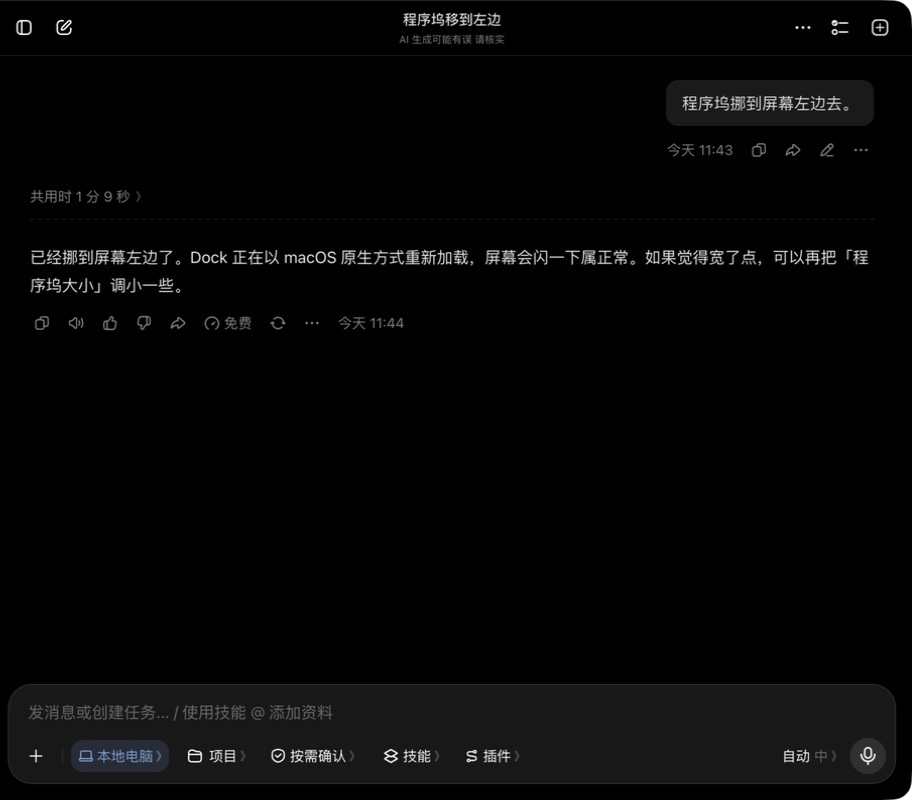 程序坞移到左边
AI 生成可能有误 请核实
程序坞挪到屏幕左边去。
今天 11:43
共用时 1 分 9 秒 〉
已经挪到屏幕左边了。Dock 正在以 macOS 原生方式重新加载，屏幕会闪一下属正常。如果觉得宽了点，可以再把「程
序坞大小」调小一些。
免费 今天 11:44
发消息或创建任务... / 使用技能 @ 添加资料
本地电脑〉 项目〉 按需确认〉 技能〉 插件〉 自动 中〉